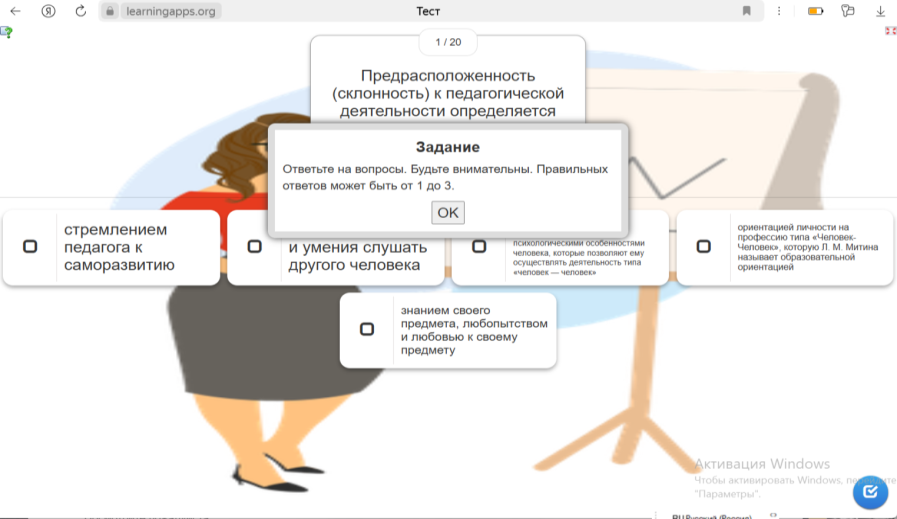 learningapps.org
Тест
1 / 20
Предрасположенность
(склонность) к педагогической
деятельности определяется
Задание
Ответьте на вопросы. Будьте внимательны. Правильных
ответов может быть от 1 до 3.
OK
стремлением
педагога к
саморазвитию
и умения слушать
другого человека
психологическими особенностями
человека, которые позволяют ему
осуществлять деятельность типа
«человек — человек»
ориентацией личности на
профессию типа «Человек-
Человек», которую Л. М. Митина
называет образовательной
ориентацией
знанием своего
предмета, любопытством
и любовью к своему
предмету
Активация Windows
Чтобы активировать Windows,
"Параметры".
RU Русский (Россия)